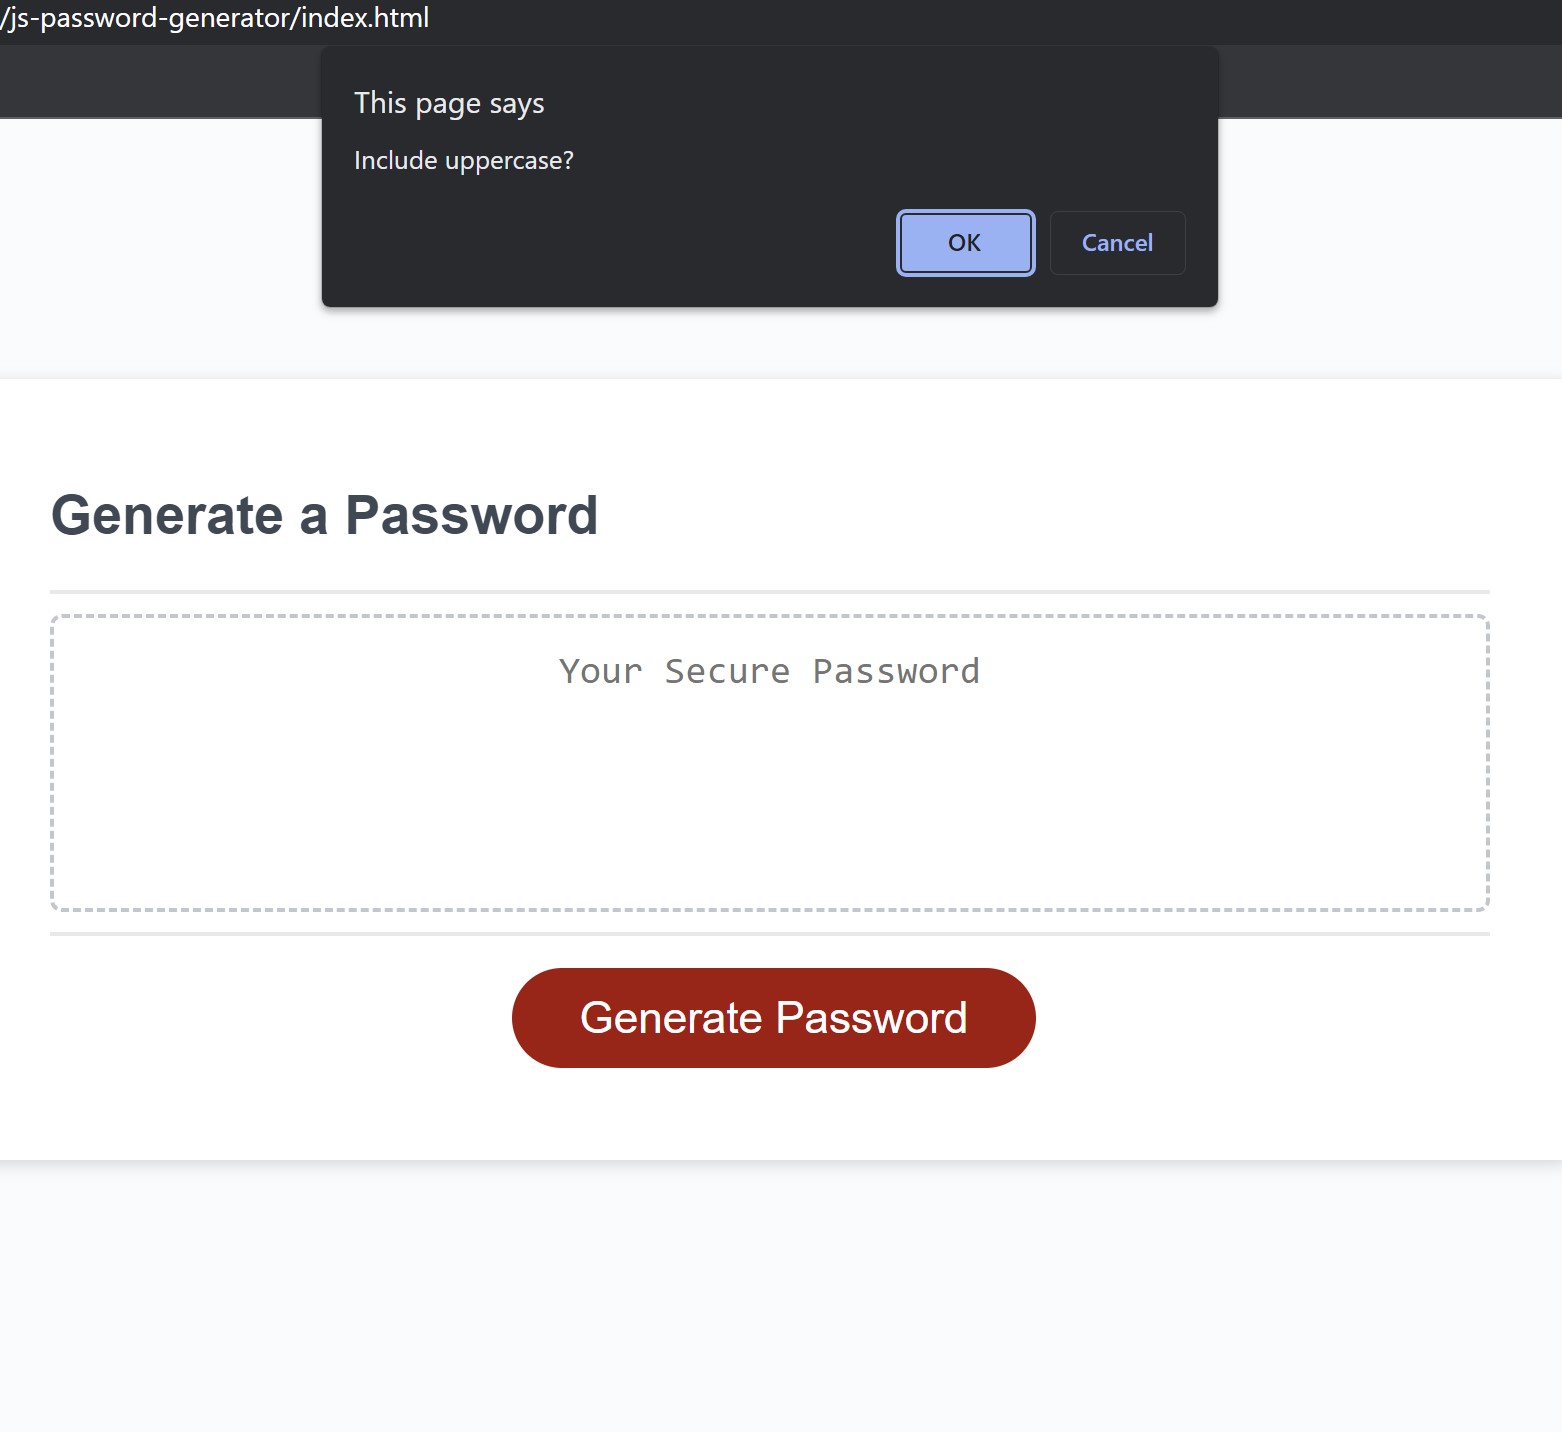 /js-password-generator/index.html
This page says
Include uppercase?
OK Cancel
Generate a Password
Your Secure Password
Generate Password